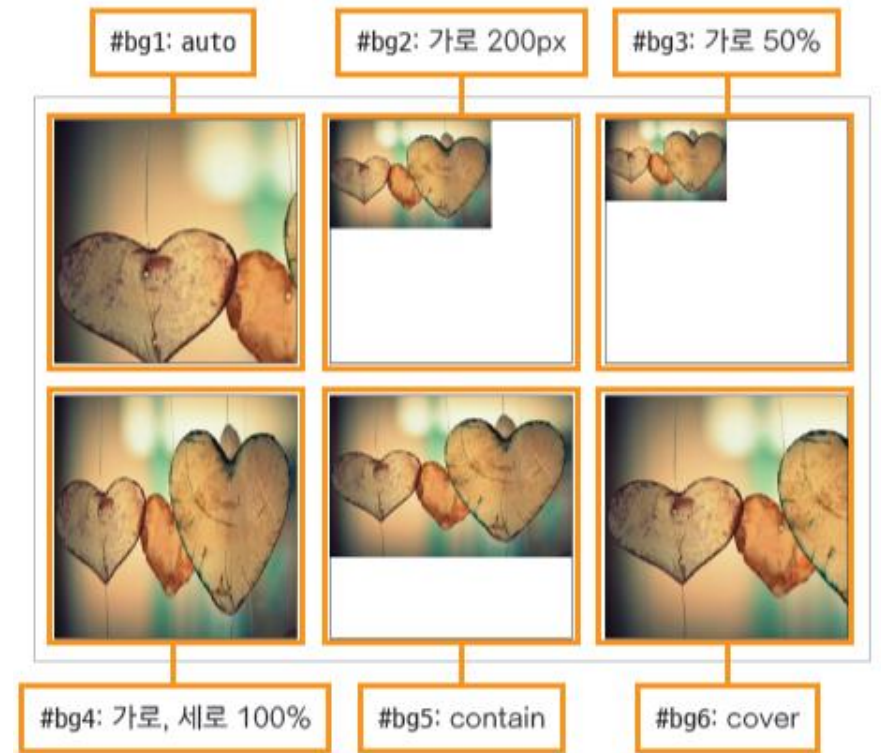 #bg1: auto
#bg2: 가로 200px
#bg3: 가로 50%
#bg4: 가로, 세로 100%
#bg5: contain
#bg6: cover